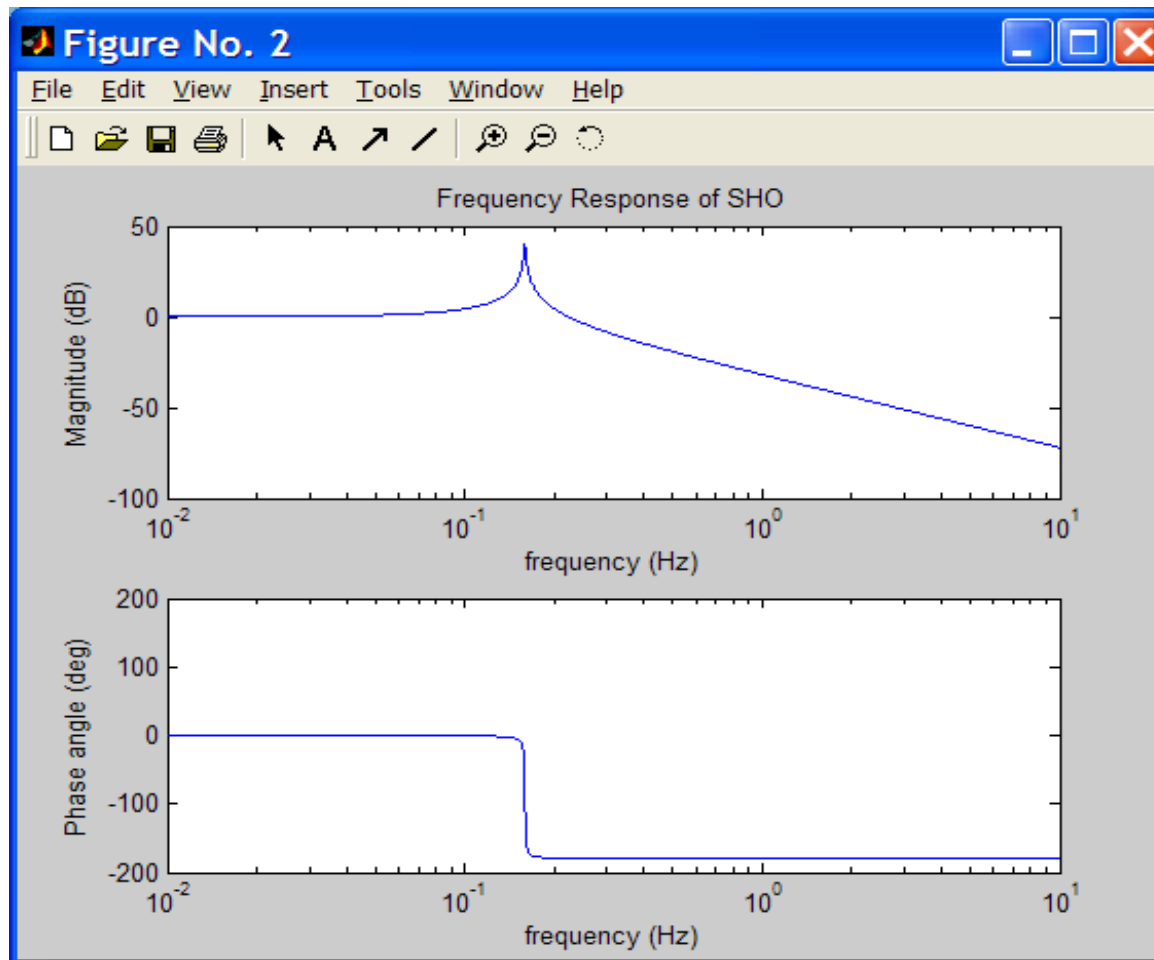 Figure No. 2
File Edit View Insert Tools Window Help
A
Frequency Response of SHO
50
0
-50
-100
Magnitude (dB)
10^-2 10^-1 10^0 10^1
frequency (Hz)
200
100
0
-100
-200
Phase angle (deg)
10^-2 10^-1 10^0 10^1
frequency (Hz)